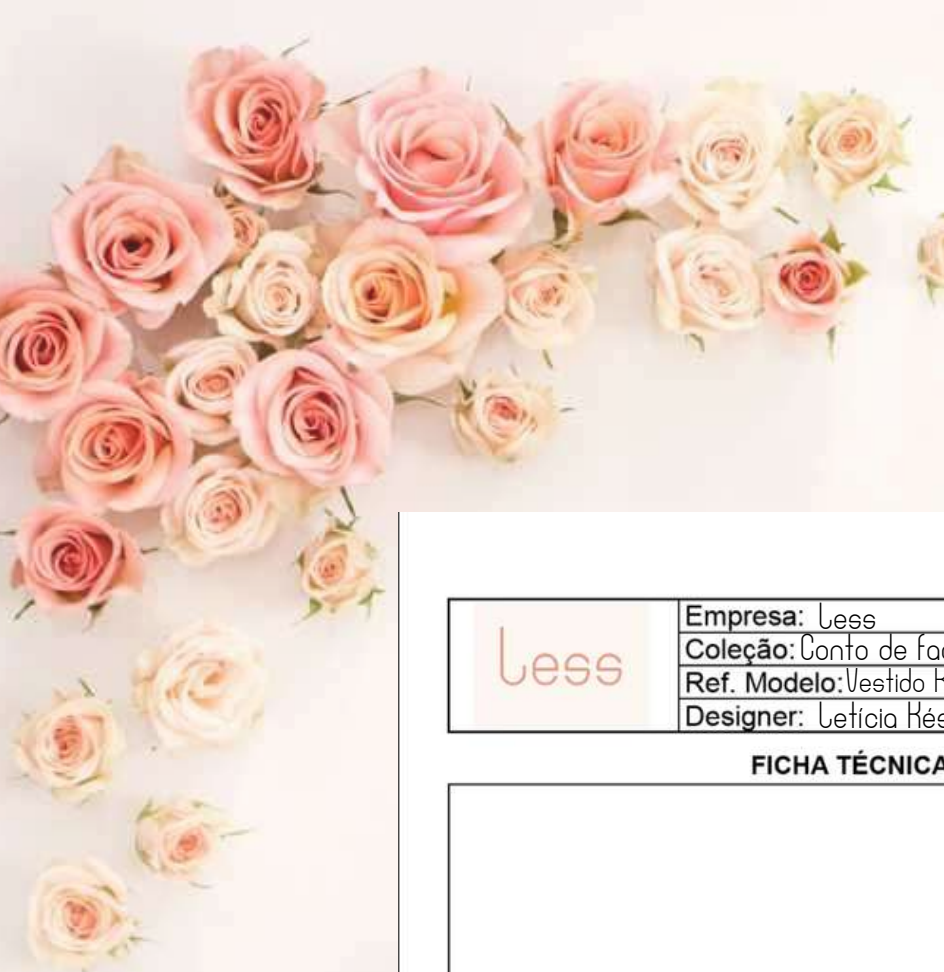 Less
Empresa: Less
Coleção: Conto de
Ref. Modelo: Vestido
Designer: Letícia
FICHA TÉCNICA